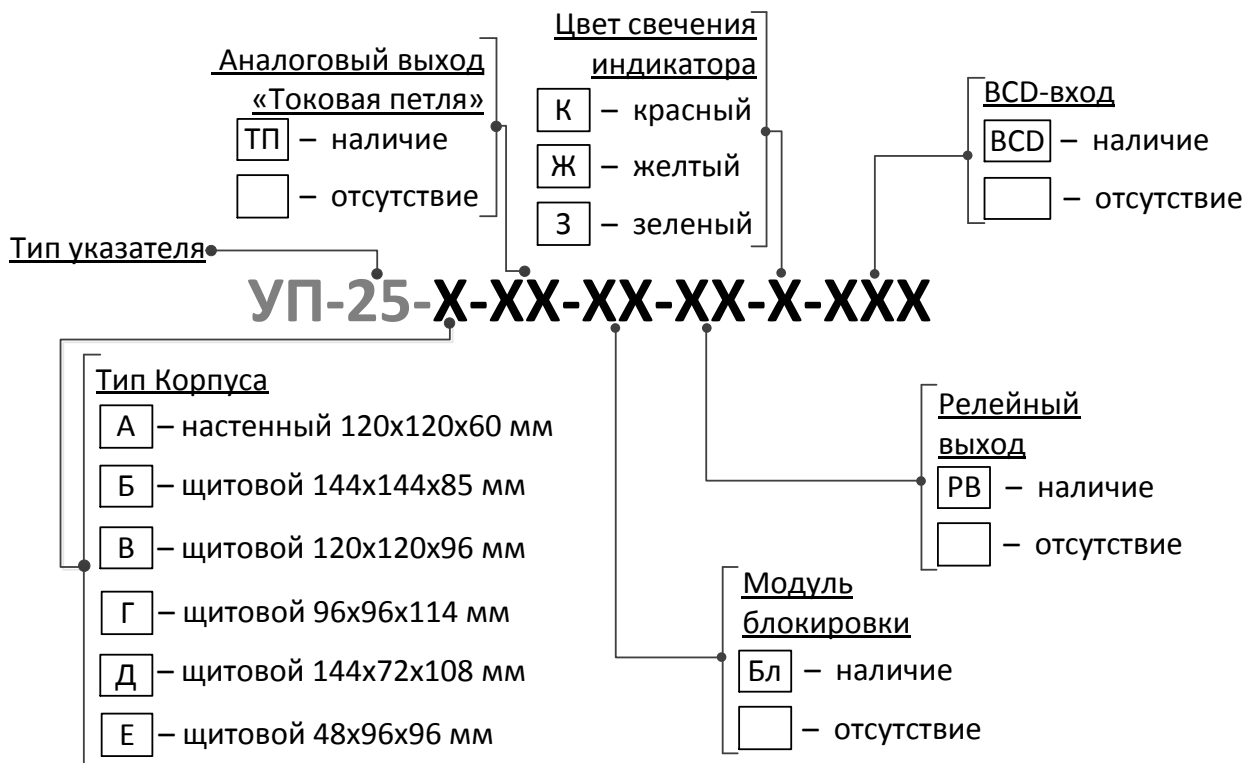 Аналоговый выход
«Токовая петля»
ТП – наличие
– отсутствие
Цвет свечения
индикатора
К – красный
Ж – желтый
З – зеленый
BCD-вход
BCD – наличие
– отсутствие
Тип указателя
УП-25-Х-ХХ-ХХ-ХХ-Х-ХХХ
Тип Корпуса
А – настенный 120х120х60 мм
Б – щитовой 144х144х85 мм
В – щитовой 120х120х96 мм
Г – щитовой 96х96х114 мм
Д – щитовой 144х72х108 мм
Е – щитовой 48х96х96 мм
Модуль
блокировки
Бл – наличие
– отсутствие
Релейный
выход
РВ – наличие
– отсутствие